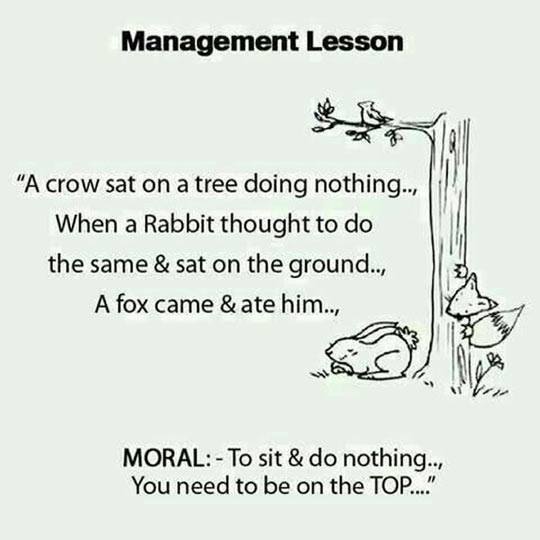 Management Lesson
"A crow sat on a tree doing nothing..,
When a Rabbit thought to do
the same & sat on the ground..,
A fox came & ate him..,
MORAL: - To sit & do nothing..,
You need to be on the TOP...."